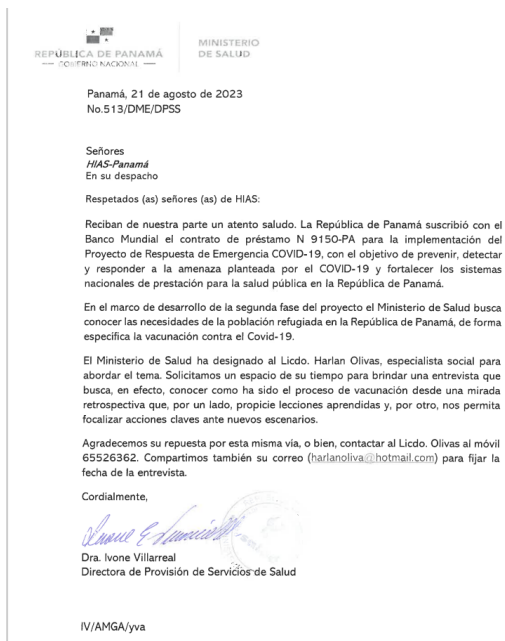 REPÚBLICA DE PANAMÁ
— GOBIERNO NACIONAL —
MINISTERIO
DE SALUD
Panamá, 21 de agosto de 2023
No.513/DME/DPSS
Señores
HIAS-Panamá
En su despacho
Respetados (as) señores (as) de HIAS:
Reciban de nuestra parte un atento saludo. La República de Panamá suscribió con el
Banco Mundial el contrato de préstamo N 9150-PA para la implementación del
Proyecto de Respuesta de Emergencia COVID-19, con el objetivo de prevenir, detectar
y responder a la amenaza planteada por el COVID-19 y fortalecer los sistemas
nacionales de prestación para la salud pública en la República de Panamá.
En el marco de desarrollo de la segunda fase del proyecto el Ministerio de Salud busca
conocer las necesidades de la población refugiada en la República de Panamá, de forma
especifica la vacunación contra el Covid-19.
El Ministerio de Salud ha designado al Licdo. Harlan Olivas, especialista social para
abordar el tema. Solicitamos un espacio de su tiempo para brindar una entrevista que
busca, en efecto, conocer como ha sido el proceso de vacunación desde una mirada
retrospectiva que, por un lado, propicie lecciones aprendidas y, por otro, nos permita
focalizar acciones claves ante nuevos escenarios.
Agradecemos su respuesta por esta misma vía, o bien, contactar al Licdo. Olivas al móvil
65526362. Compartimos también su correo (harlanoliva@hotmail.com) para fijar la
fecha de la entrevista.
Cordialmente,
Dra. Ivone Villarreal
Directora de Provisión de Servicios de Salud
IV/AMGA/yva